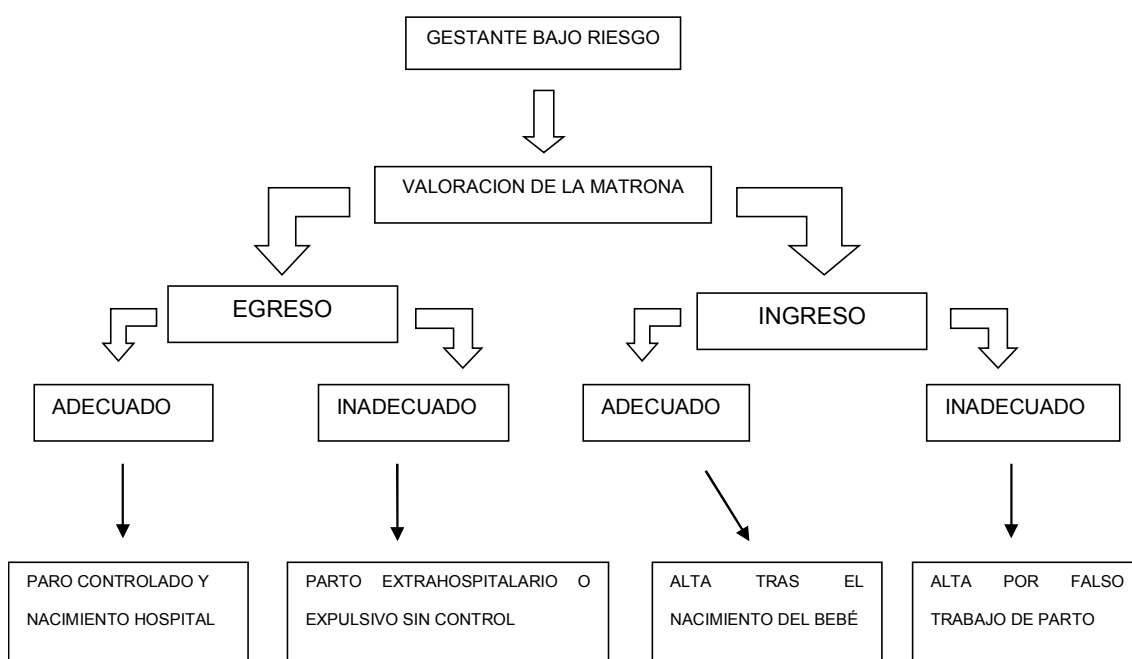 GESTANTE BAJO RIESGO
VALORACION DE LA MATRONA
EGRESO
INGRESO
ADECUADO
INADECUADO
ADECUADO
INADECUADO
PARO CONTROLADO Y
NACIMIENTO HOSPITAL
PARTO EXTRAHOSPITALARIO O
EXPULSIVO SIN CONTROL
ALTA TRAS EL
NACIMIENTO DEL BEBÉ
ALTA POR FALSO
TRABAJO DE PARTO